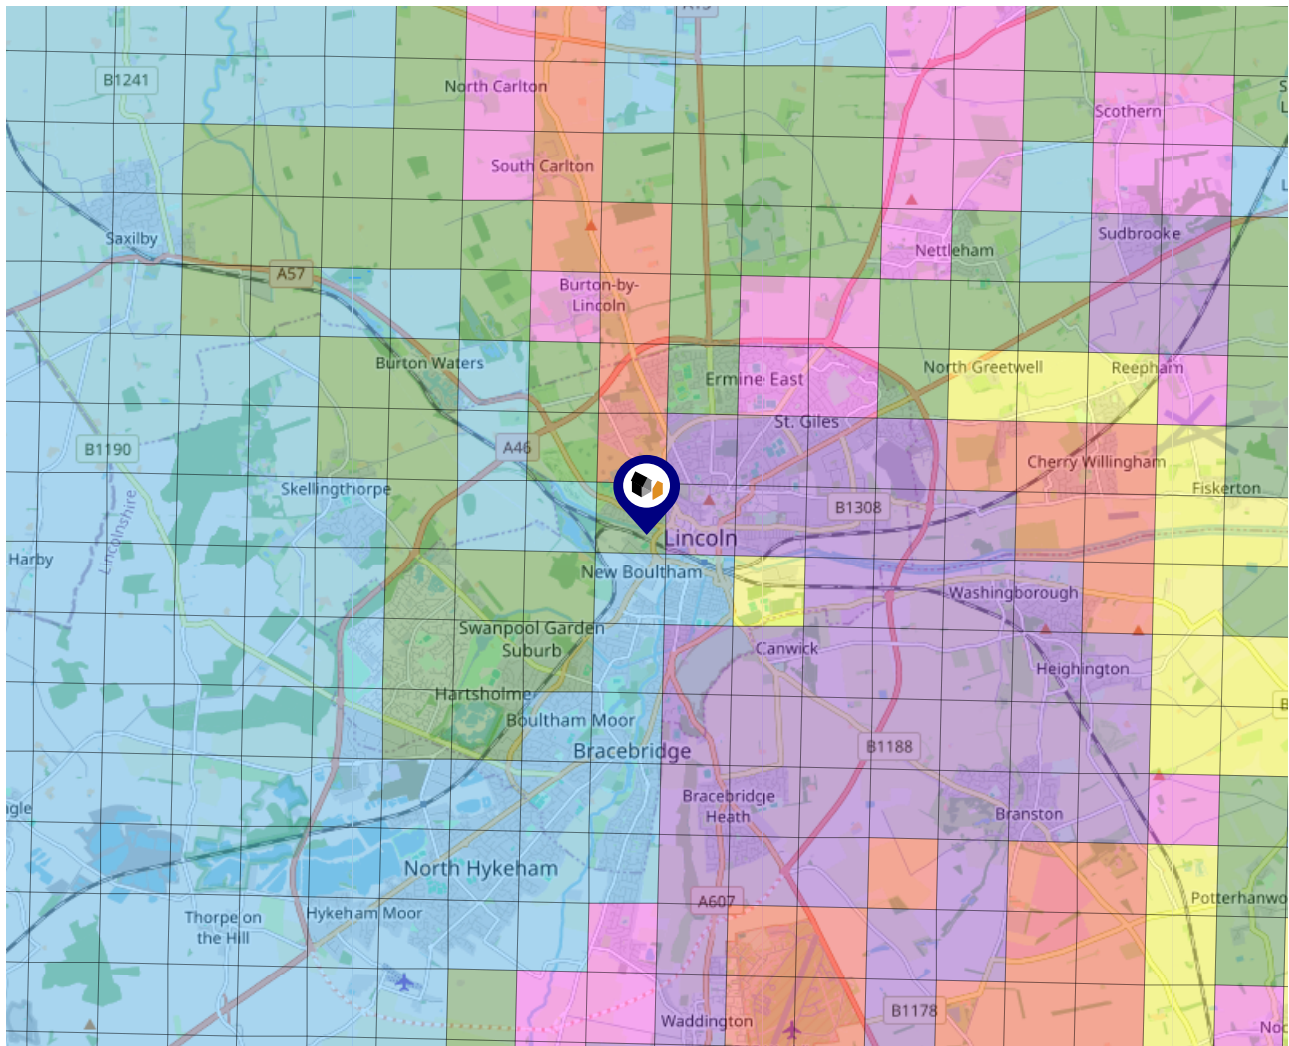 A15
B1241
North Carlton
Scothern
South Carlton
Saxilby
Sudbrooke
Nettleham
A57
Burton-by-
Lincoln
Burton Waters
North Greetwell
Reepham
Ermine East
St. Giles
B1190
A46
Cherry Willingham
Skellingthorpe
Fiskerton
Lincolnshire
B1308
Lincoln
Harby
New Boultham
Washingborough
Swanpool Garden
Suburb
Canwick
Heighington
Hartsholme
Boultham Moor
Bracebridge
B1188
Bracebridge
Heath
Branston
North Hykeham
A607
Potterhanwo
Thorpe on
the Hill
Hykeham Moor
B1178
Waddington